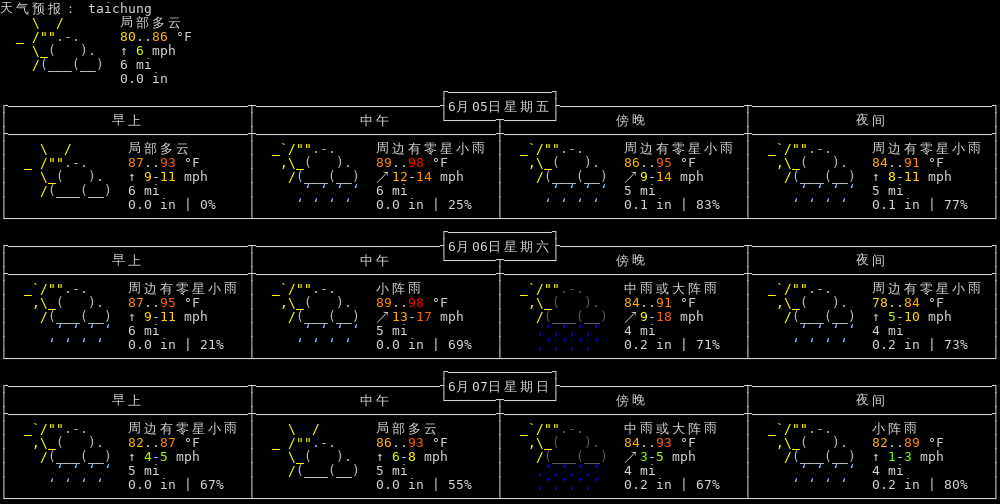 天气预报： taichung
局部多云
80..86 °F
↑ 6 mph
6 mi
0.0 in
6月05日星期五
早上 中午 傍晚 夜间
局部多云 周边有零星小雨 周边有零星小雨 周边有零星小雨
87..93 °F 89..98 °F 86..95 °F 84..91 °F
↑ 9-11 mph ↗ 12-14 mph ↗ 9-14 mph ↑ 8-11 mph
6 mi 6 mi 5 mi 5 mi
0.0 in | 0% 0.0 in | 25% 0.1 in | 83% 0.1 in | 77%
6月06日星期六
早上 中午 傍晚 夜间
周边有零星小雨 小阵雨 中雨或大阵雨 周边有零星小雨
87..95 °F 89..98 °F 84..91 °F 78..84 °F
↑ 9-11 mph ↗ 13-17 mph ↗ 9-18 mph ↑ 5-10 mph
6 mi 5 mi 4 mi 4 mi
0.0 in | 21% 0.0 in | 69% 0.2 in | 71% 0.2 in | 73%
6月07日星期日
早上 中午 傍晚 夜间
周边有零星小雨 局部多云 中雨或大阵雨 小阵雨
82..87 °F 86..93 °F 84..93 °F 82..89 °F
↑ 4-5 mph ↑ 6-8 mph ↗ 3-5 mph ↑ 1-3 mph
5 mi 5 mi 4 mi 4 mi
0.0 in | 67% 0.0 in | 55% 0.2 in | 67% 0.2 in | 80%